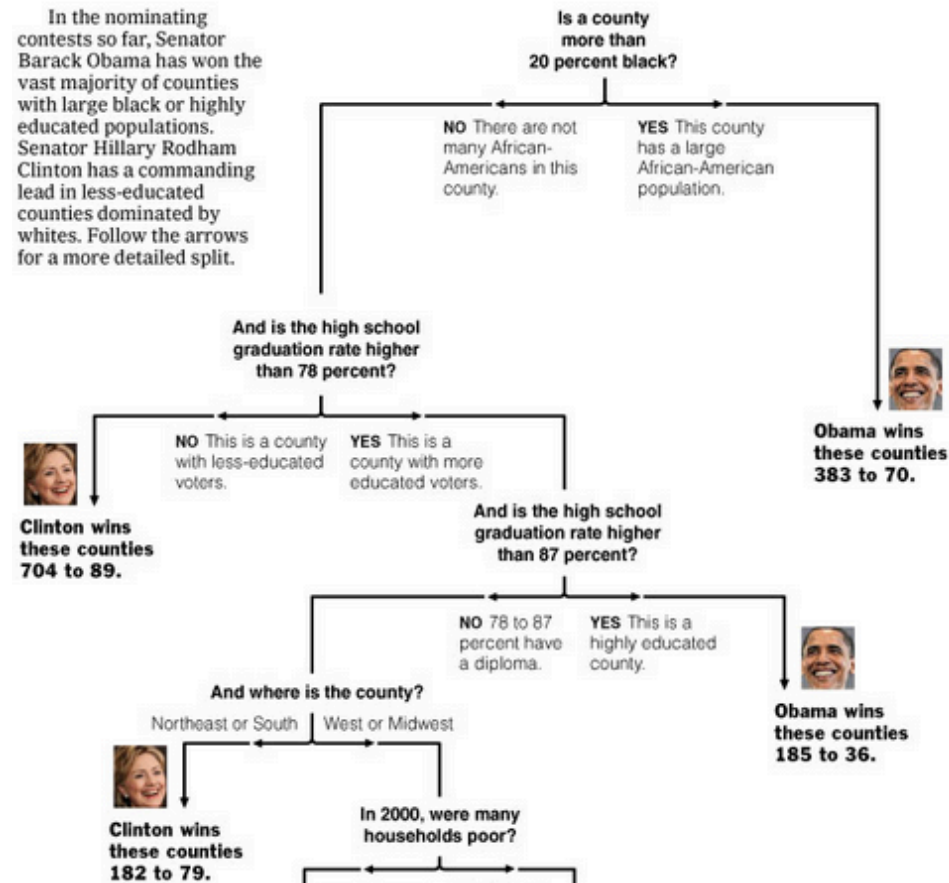 In the nominating
contests so far, Senator
Barack Obama has won the
vast majority of counties
with large black or highly
educated populations.
Senator Hillary Rodham
Clinton has a commanding
lead in less-educated
counties dominated by
whites. Follow the arrows
for a more detailed split.
Is a county
more than
20 percent black?
NO There are not
many African-
Americans in this
county.
YES This county
has a large
African-American
population.
And is the high school
graduation rate higher
than 78 percent?
Obama wins
these counties
383 to 70.
NO This is a county
with less-educated
voters.
YES This is a
county with more
educated voters.
Clinton wins
these counties
704 to 89.
And is the high school
graduation rate higher
than 87 percent?
NO 78 to 87
percent have
a diploma.
YES This is a
highly educated
county.
And where is the county?
Northeast or South
West or Midwest
Obama wins
these counties
185 to 36.
Clinton wins
these counties
182 to 79.
In 2000, were many
households poor?